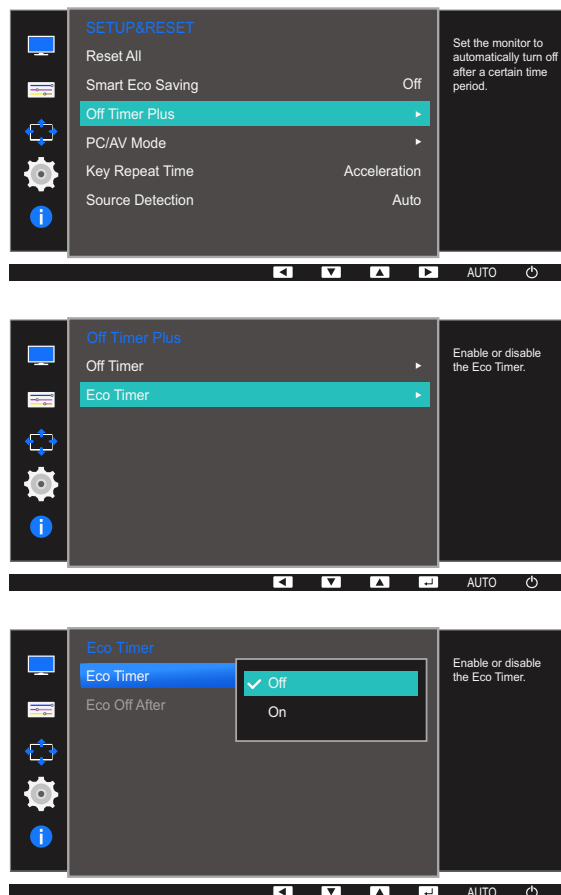 SETUP&RESET
Reset All
Smart Eco Saving Off
Off Timer Plus
PC/AV Mode
Key Repeat Time Acceleration
Source Detection Auto
Set the monitor to
automatically turn off
after a certain time
period.
AUTO
Off Timer Plus
Off Timer
Eco Timer
Enable or disable
the Eco Timer.
AUTO
Eco Timer
Eco Timer
Eco Off After
Off
On
Enable or disable
the Eco Timer.
AUTO